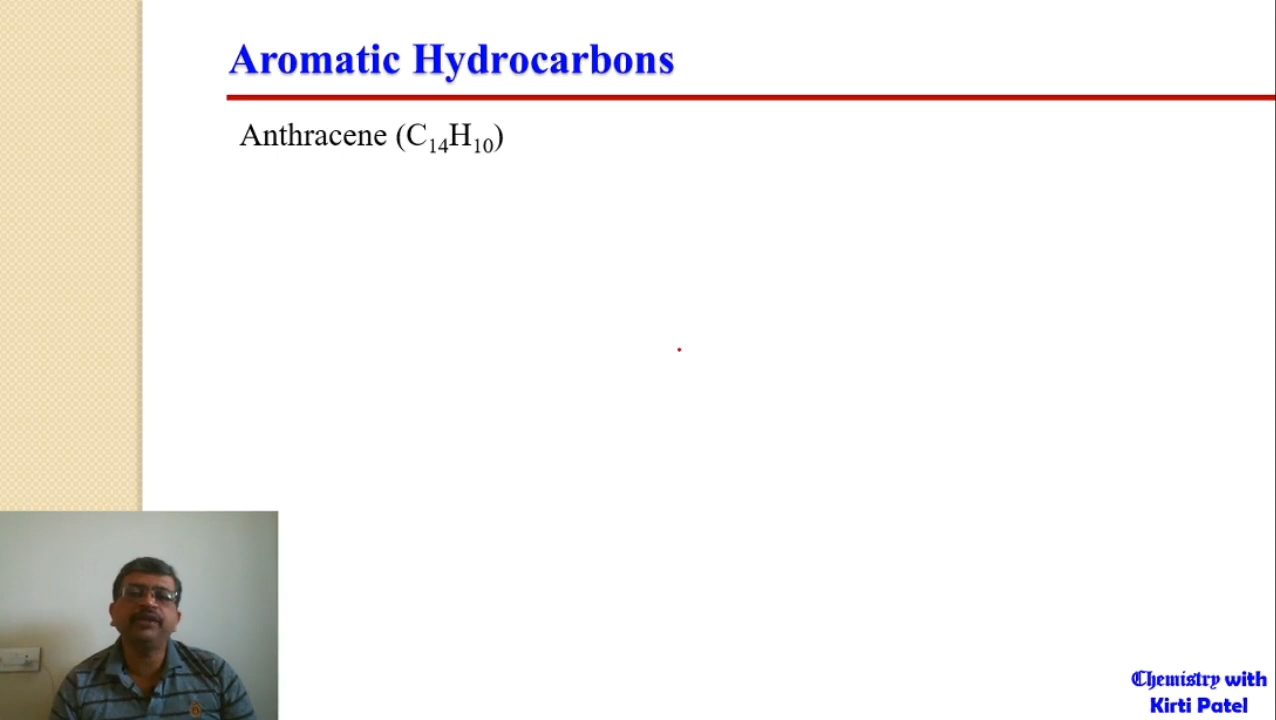 Aromatic Hydrocarbons
Anthracene (C₁₄H₁₀)
Chemistry with
Kirti Patel